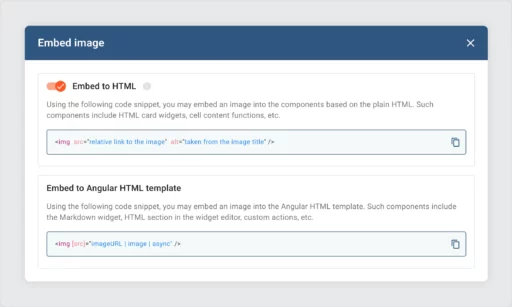 Embed image
Embed to HTML
Using the following code snippet, you may embed an image into the components based on the plain HTML. Such
components include HTML card widgets, cell content functions, etc.
<img src="relative link to the image" alt="taken from the image title" />
Embed to Angular HTML template
Using the following code snippet, you may embed an image into the Angular HTML template. Such components include
the Markdown widget, HTML section in the widget editor, custom actions, etc.
<img [src]="imageURL | image | async" />